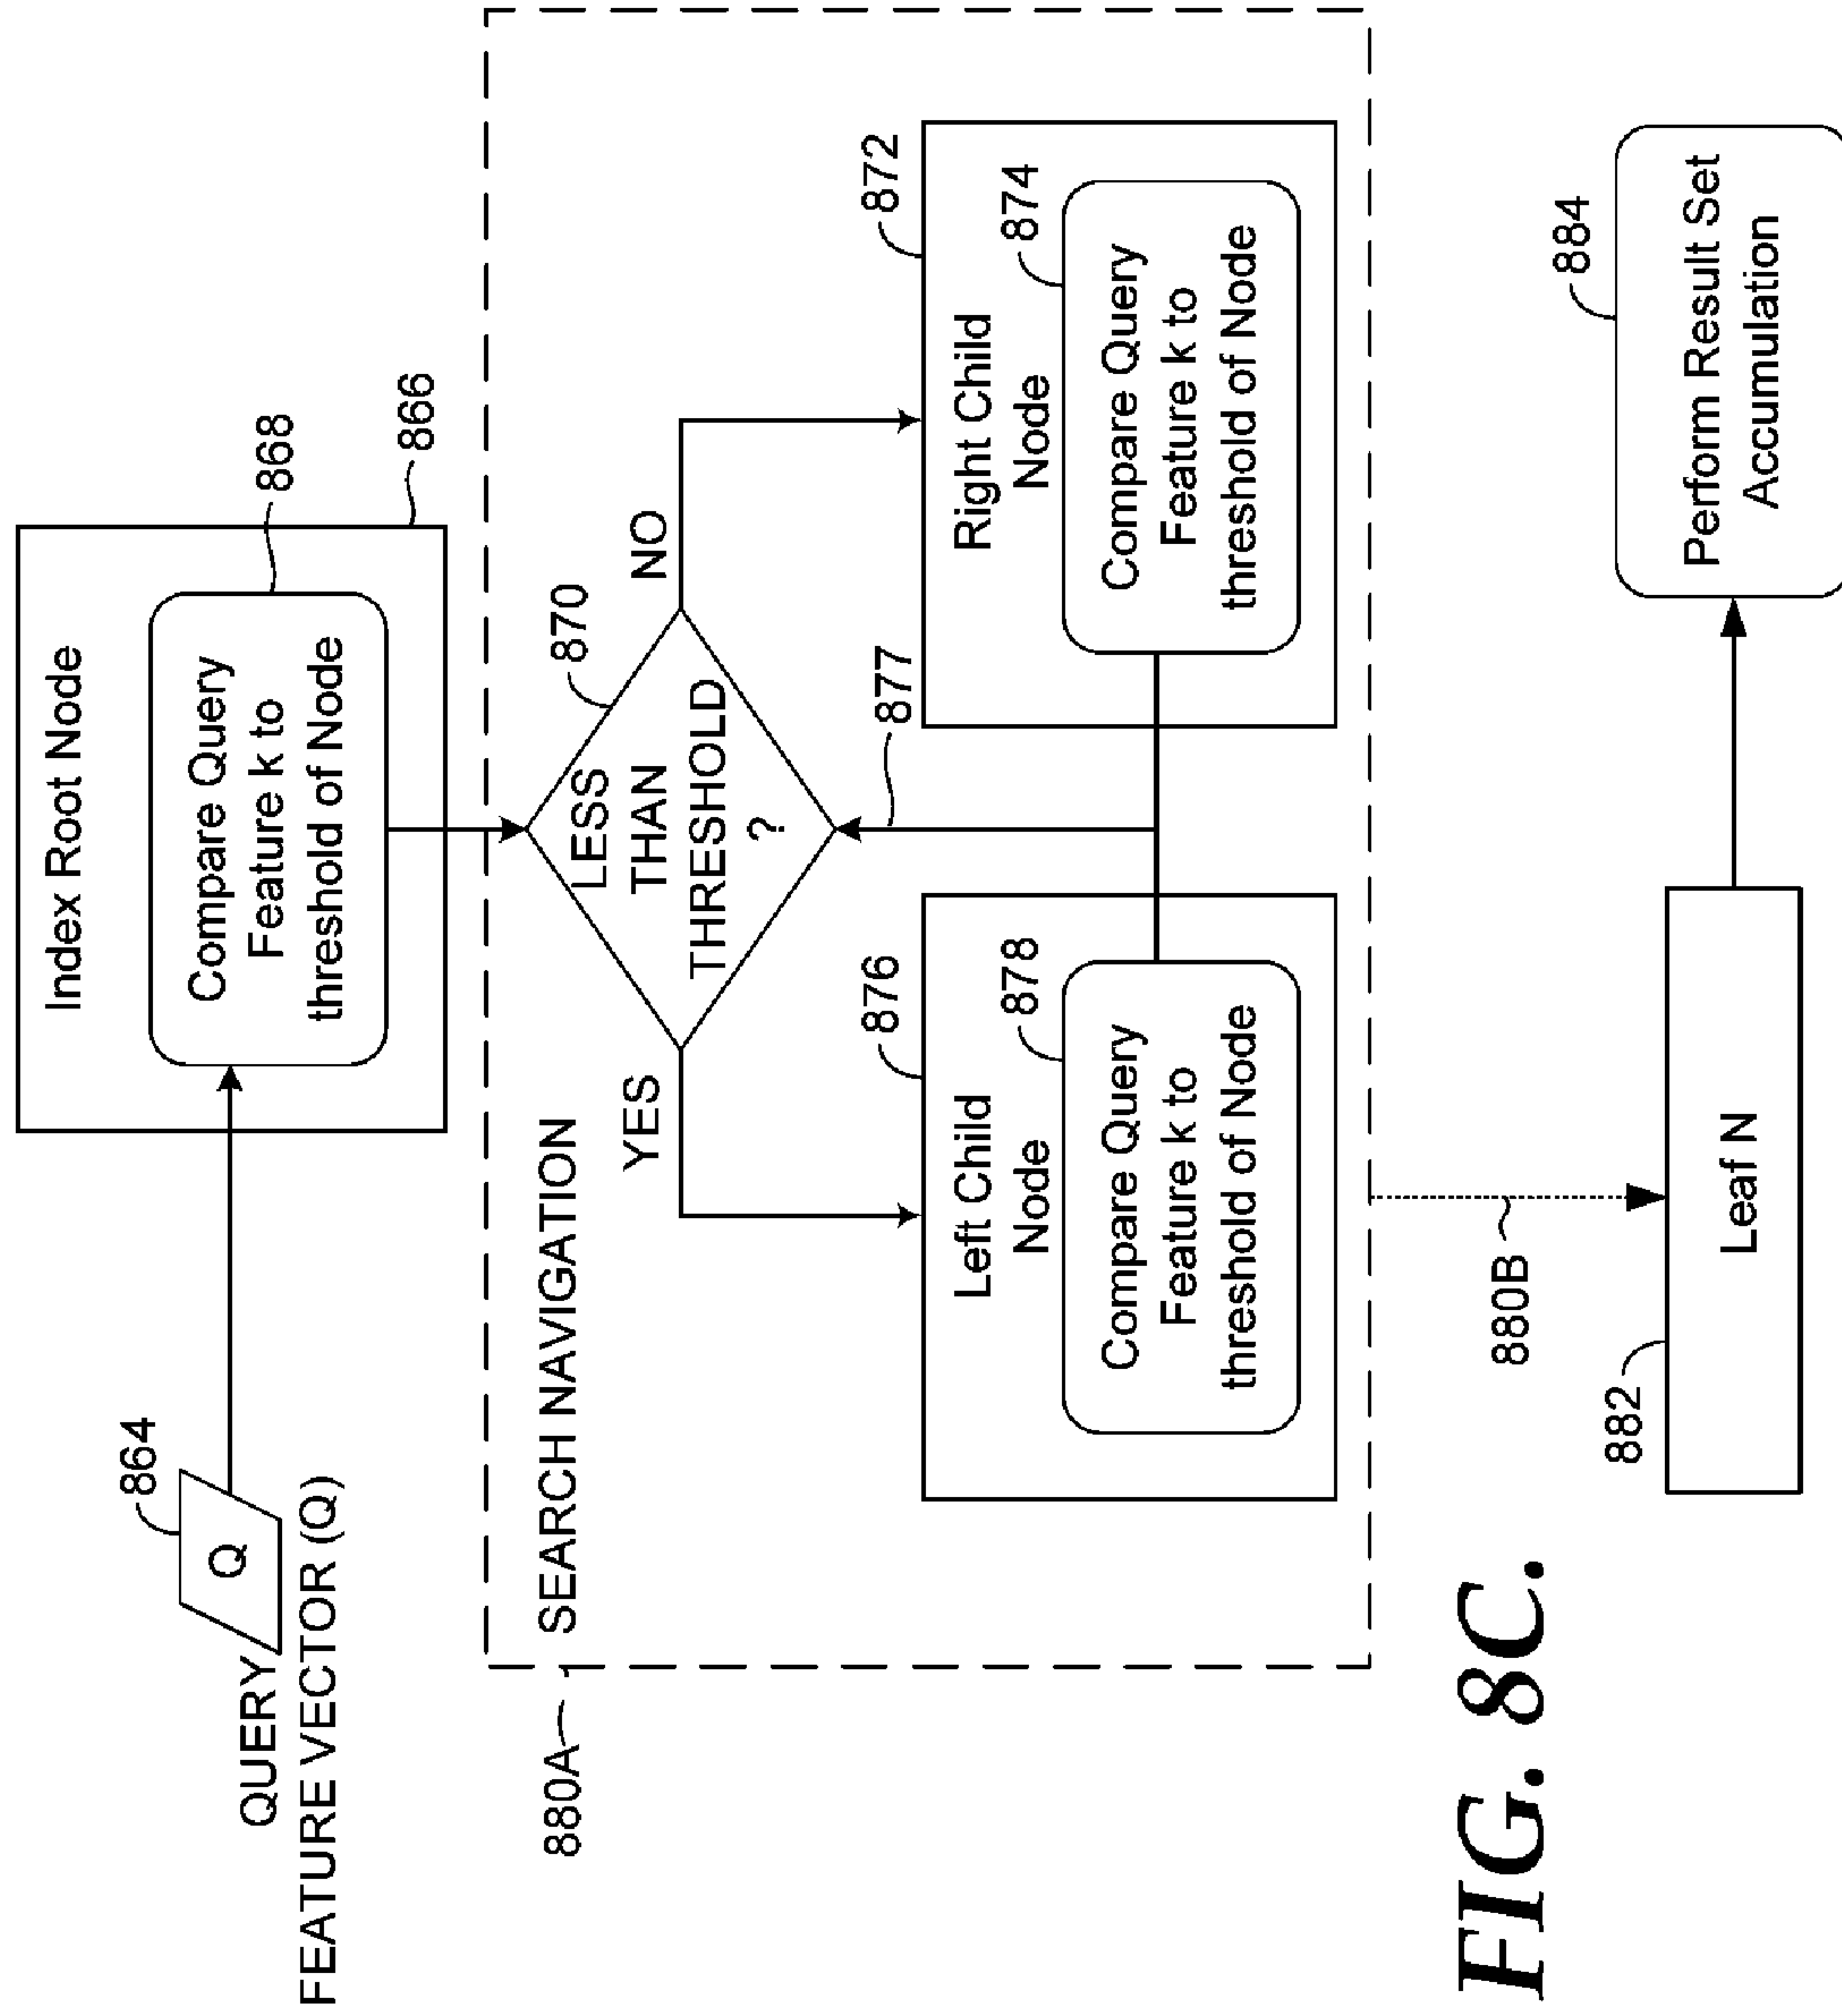 864
Q
QUERY
FEATURE VECTOR (Q)
Index Root Node
Compare Query
Feature k to
threshold of Node
868
866
880A
SEARCH NAVIGATION
870
LESS
THAN
THRESHOLD
?
YES
NO
877
876
Left Child
Node
878
Compare Query
Feature k to
threshold of Node
872
Right Child
Node
874
Compare Query
Feature k to
threshold of Node
880B
882
Leaf N
884
Perform Result Set
Accumulation
FIG. 8C.